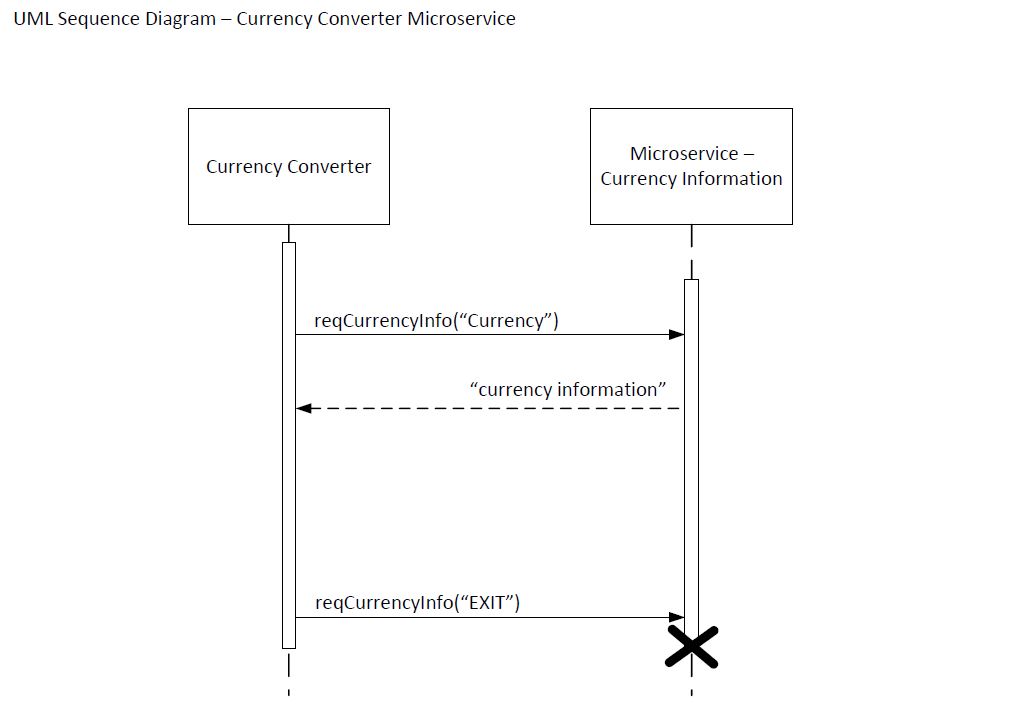 UML Sequence Diagram – Currency Converter Microservice
Currency Converter
Microservice –
Currency Information
reqCurrencyInfo(“Currency”)
“currency information”
reqCurrencyInfo(“EXIT”)